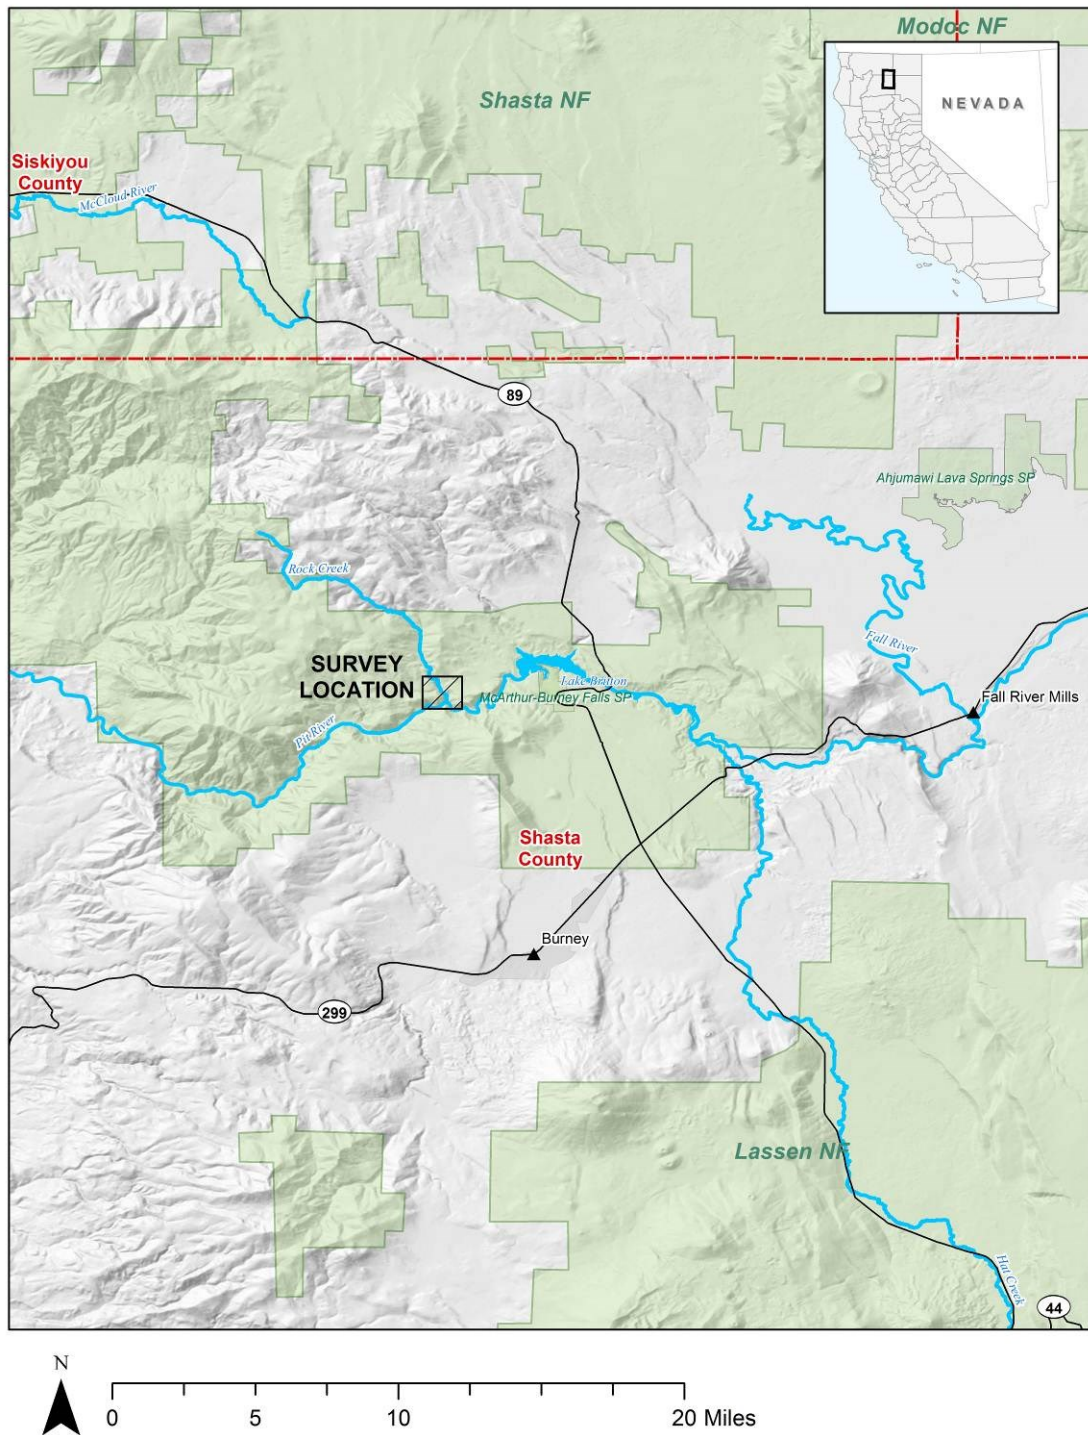 Modoc NF
Shasta NF
NEVADA
Siskiyou
County
McCloud River
89
Ahjumawi Lava Springs SP
Rock Creek
Fall River
SURVEY
LOCATION
Lake Britton
McArthur-Burney Falls SP
Fall River Mills
Pit River
Shasta
County
Burney
299
Lassen NF
Hat Creek
44
N
0
5
10
20 Miles